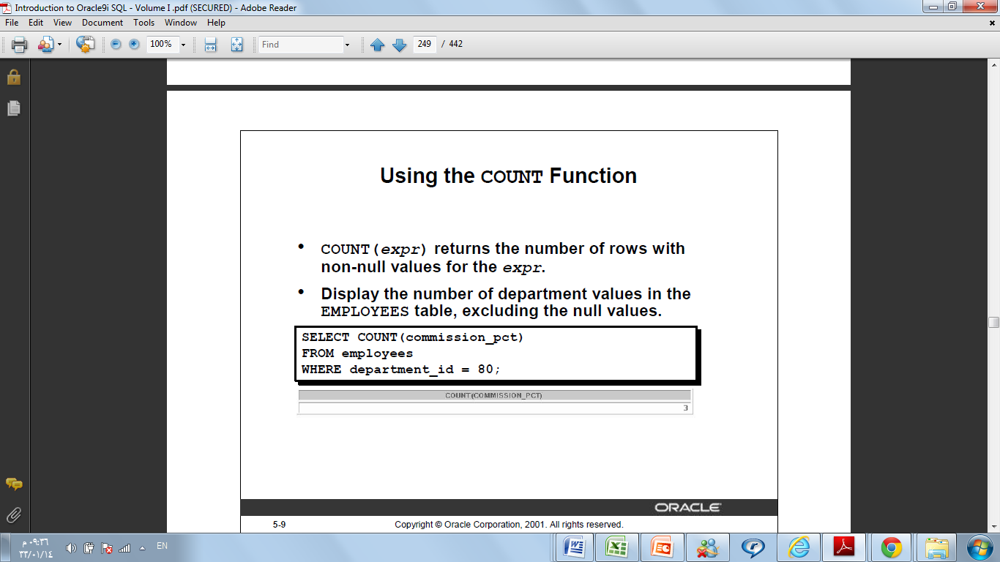 Introduction to Oracle9i SQL - Volume I .pdf (SECURED) - Adobe Reader
File Edit View Document Tools Window Help
100% Find 249 / 442
Using the COUNT Function
• COUNT(expr) returns the number of rows with
non-null values for the expr.
• Display the number of department values in the
EMPLOYEES table, excluding the null values.
SELECT COUNT(commission_pct)
FROM employees
WHERE department_id = 80;
COUNT(COMMISSION_PCT)
3
ORACLE
5-9 Copyright © Oracle Corporation, 2001. All rights reserved.
٠٩:٣٦ م EN
٣٣/٠١/١٤